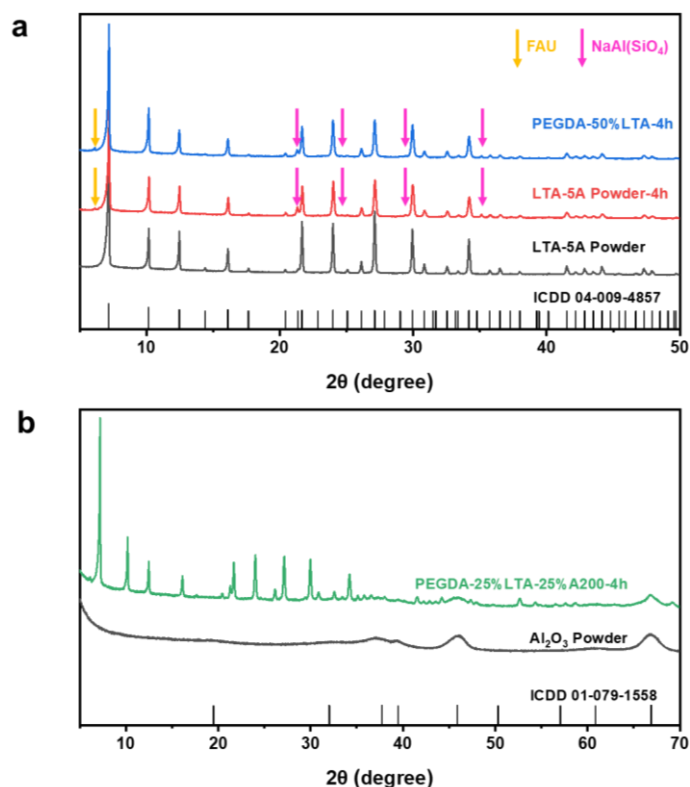 a
FAU
NaAl(SiO₄)
PEGDA-50%LTA-4h
LTA-5A Powder-4h
LTA-5A Powder
ICDD 04-009-4857
10 20 30 40 50
2θ (degree)
b
PEGDA-25%LTA-25%A200-4h
Al₂O₃ Powder
ICDD 01-079-1558
10 20 30 40 50 60 70
2θ (degree)